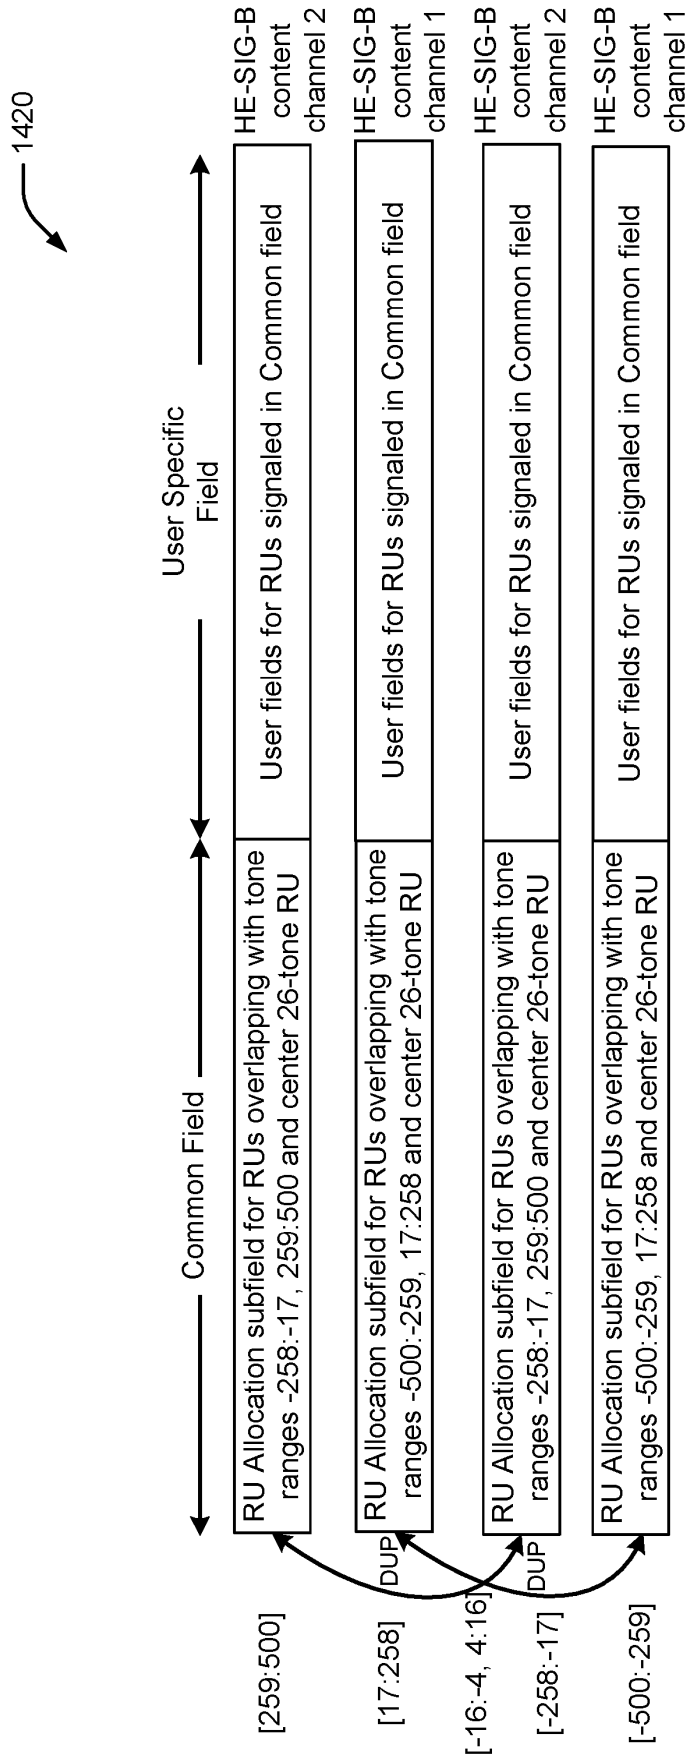 1420
Common Field
User Specific
Field
[259:500]
RU Allocation subfield for RUs overlapping with tone
ranges -258:-17, 259:500 and center 26-tone RU
User fields for RUs signaled in Common field
HE-SIG-B
content
channel 2
DUP
[17:258]
RU Allocation subfield for RUs overlapping with tone
ranges -500:-259, 17:258 and center 26-tone RU
User fields for RUs signaled in Common field
HE-SIG-B
content
channel 1
[-16:-4, 4:16]
DUP
[-258:-17]
RU Allocation subfield for RUs overlapping with tone
ranges -258:-17, 259:500 and center 26-tone RU
User fields for RUs signaled in Common field
HE-SIG-B
content
channel 2
[-500:-259]
RU Allocation subfield for RUs overlapping with tone
ranges -500:-259, 17:258 and center 26-tone RU
User fields for RUs signaled in Common field
HE-SIG-B
content
channel 1